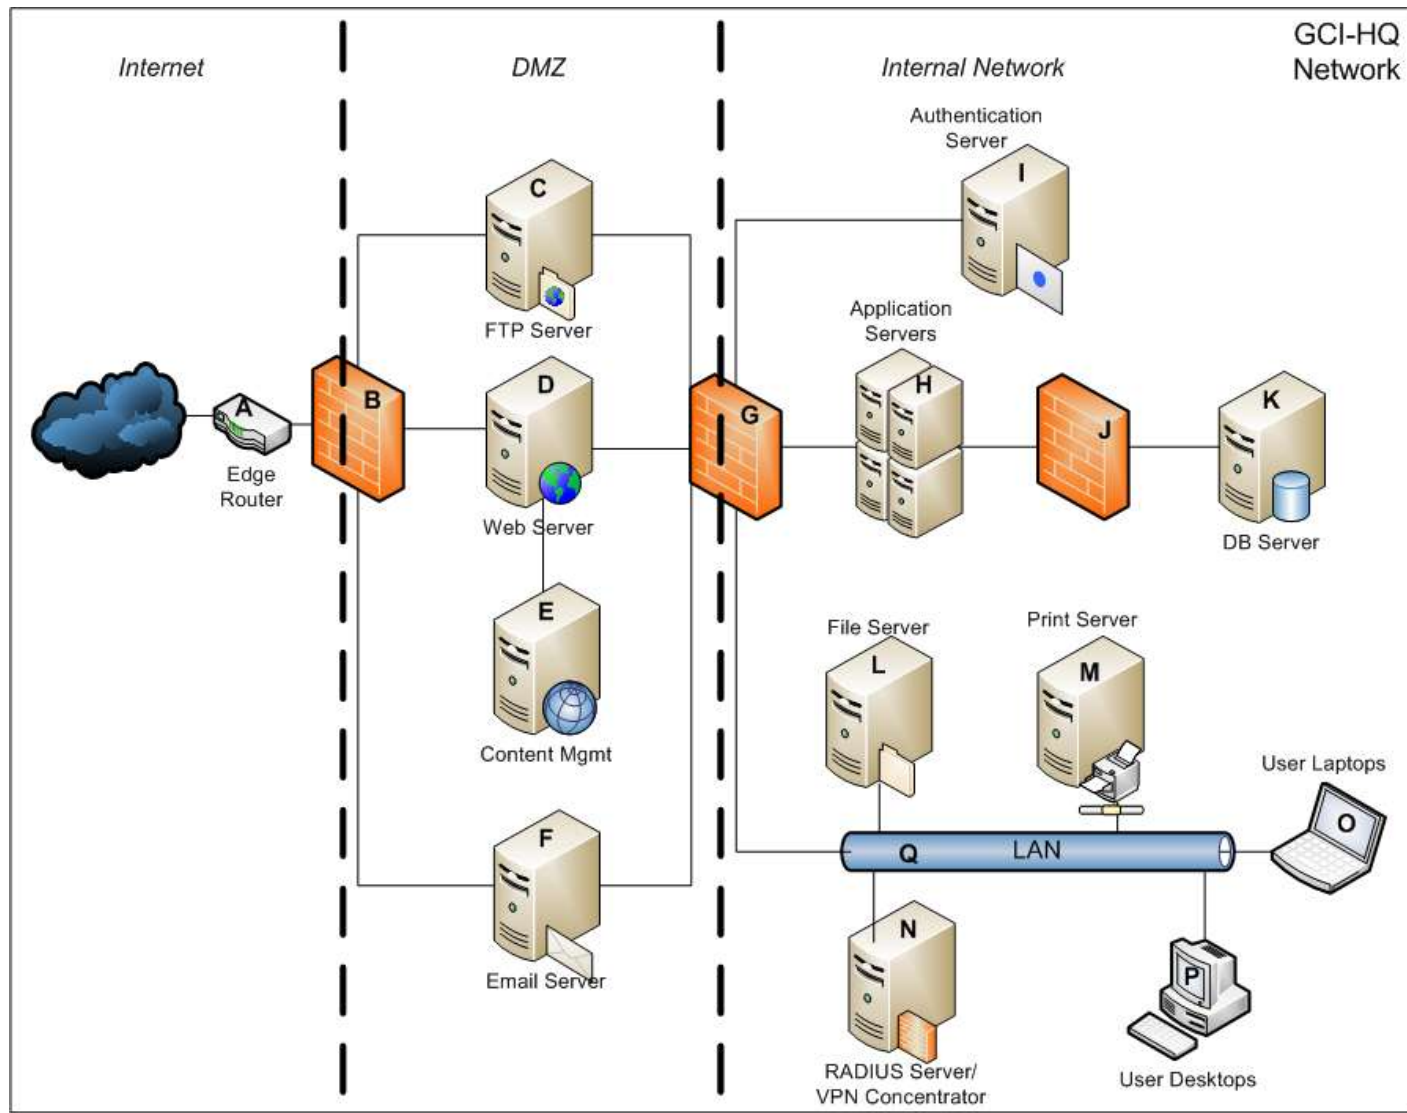 GCI-HQ
Network
Internet
DMZ
Internal Network
Authentication
Server
I
C
FTP Server
Application
Servers
H
A
Edge
Router
B
D
Web Server
G
J
K
DB Server
E
Content Mgmt
File Server
L
Print Server
M
User Laptops
O
F
Email Server
Q
LAN
N
RADIUS Server/
VPN Concentrator
P
User Desktops